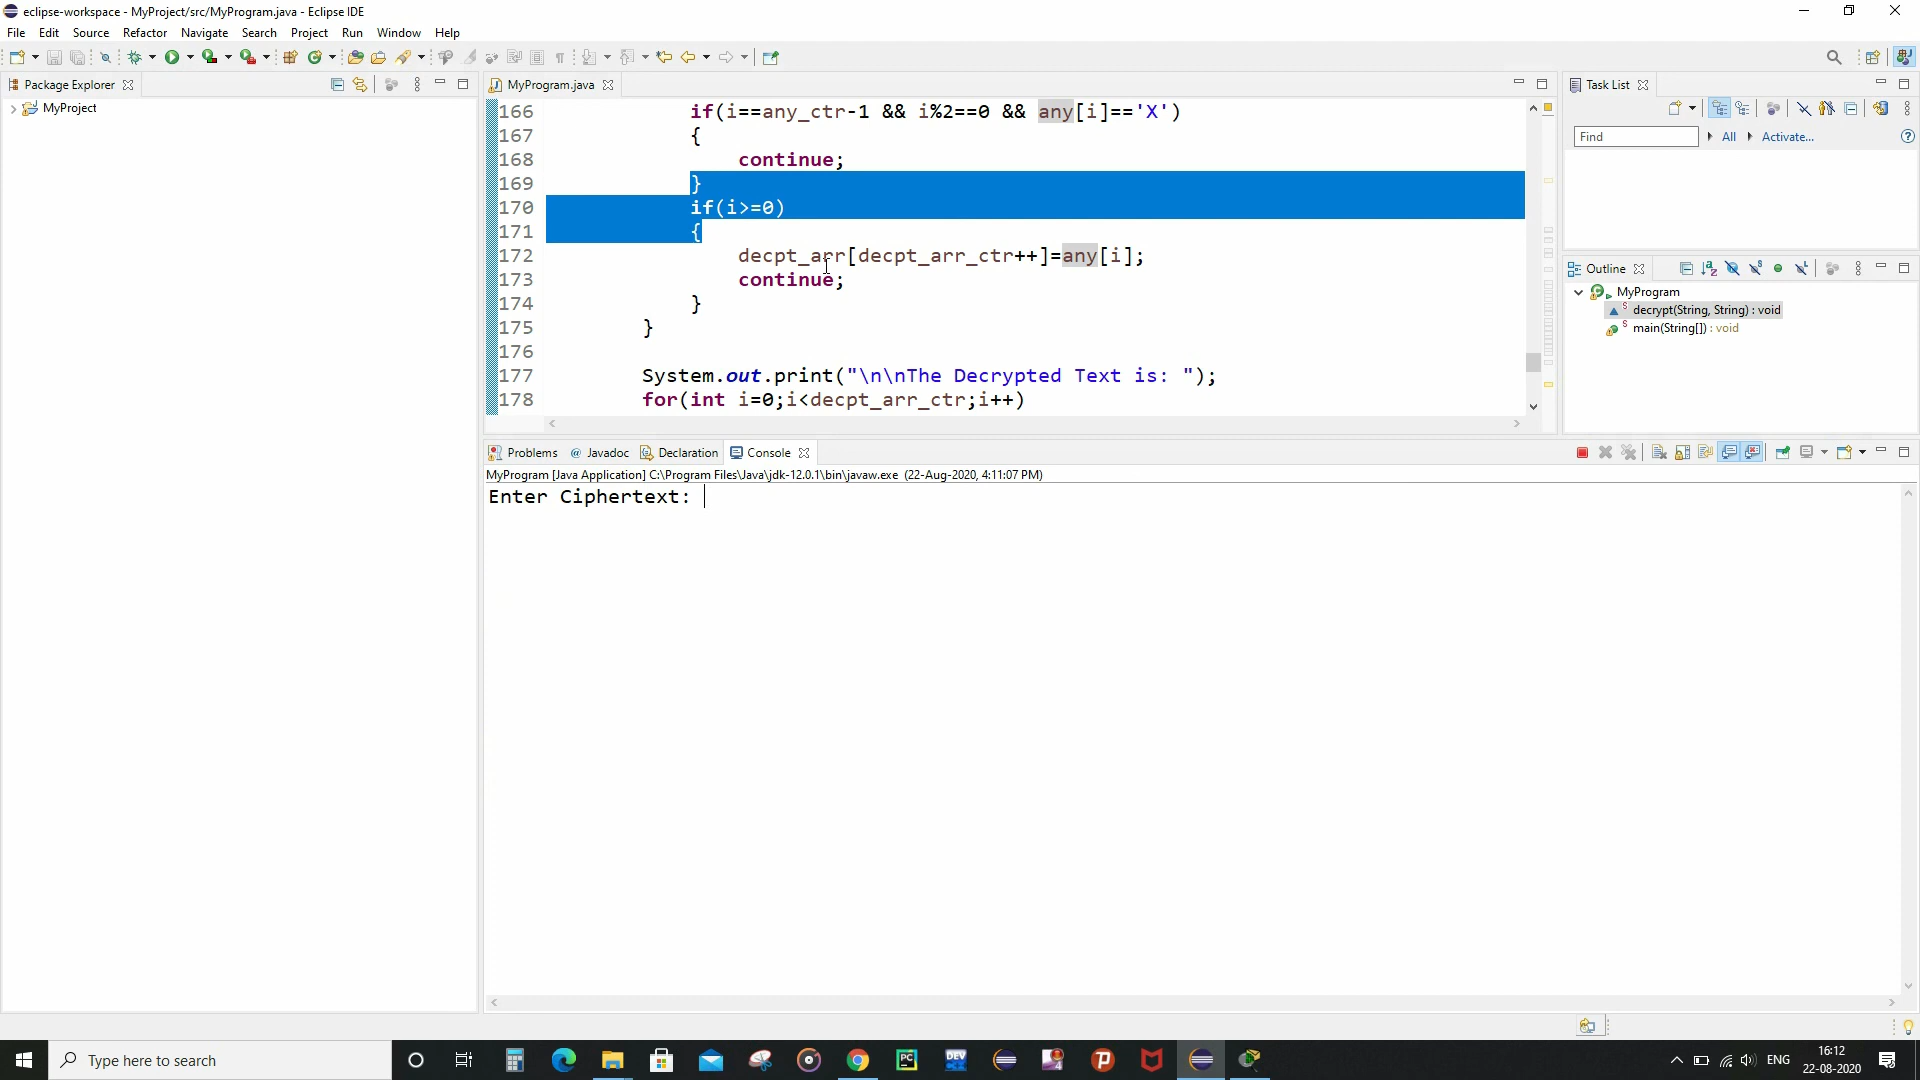 eclipse-workspace - MyProject/src/MyProgram.java - Eclipse IDE
File Edit Source Refactor Navigate Search Project Run Window Help
Package Explorer
MyProject
MyProgram.java
166 if(i==any_ctr-1 && i%2==0 && any[i]=='X')
167 {
168 continue;
169 }
170 if(i>=0)
171 {
172 decpt_arr[decpt_arr_ctr++]=any[i];
173 continue;
174 }
175 }
176
177 System.out.print("\n\nThe Decrypted Text is: ");
178 for(int i=0;i<decpt_arr_ctr;i++)
Task List
Find All Activate...
Outline
MyProgram
decrypt(String, String) : void
main(String[]) : void
Problems @ Javadoc Declaration Console
MyProgram [Java Application] C:\Program Files\Java\jdk-12.0.1\bin\javaw.exe (22-Aug-2020, 4:11:07 PM)
Enter Ciphertext:
Type here to search
PC
DEV
4
ENG
16:12
22-08-2020